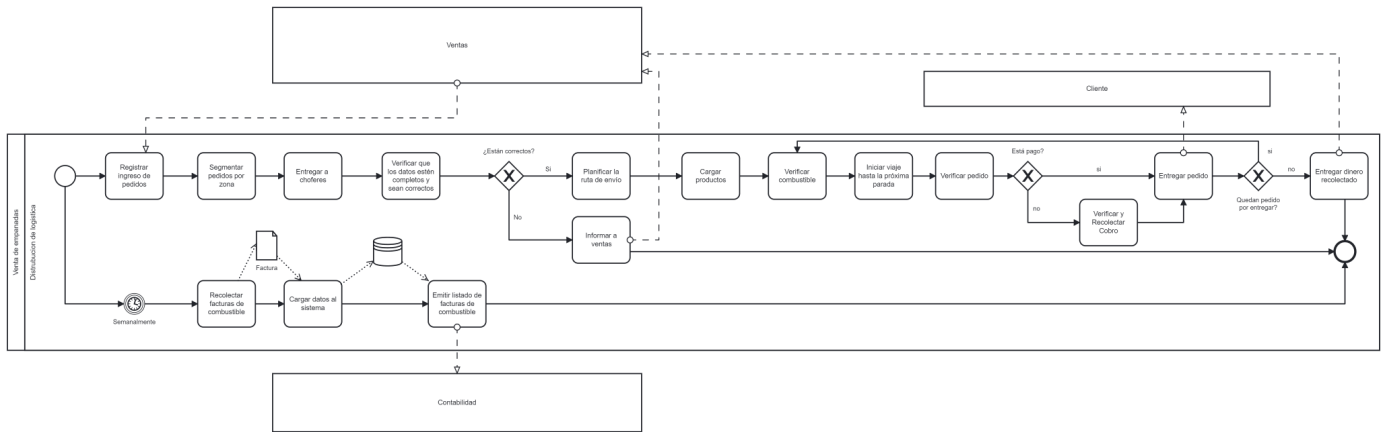 Ventas
Cliente
Venta de empanadas
Distrubucion de logistica
Registrar
ingreso de
pedidos
Segmentar
pedidos por
zona
Entregar a
choferes
Verificar que
los datos estén
completos y
sean correctos
¿Están correctos?
Si
No
Planificar la
ruta de envío
Informar a
ventas
Cargar
productos
Verificar
combustible
Iniciar viaje
hasta la próxima
parada
Verificar pedido
Está pago?
si
no
Verificar y
Recolectar
Cobro
Entregar pedido
si
no
Quedan pedido
por entregar?
Entregar dinero
recolectado
Semanalmente
Recolectar
facturas de
combustible
Factura
Cargar datos al
sistema
Emitir listado de
facturas de
combustible
Contabilidad